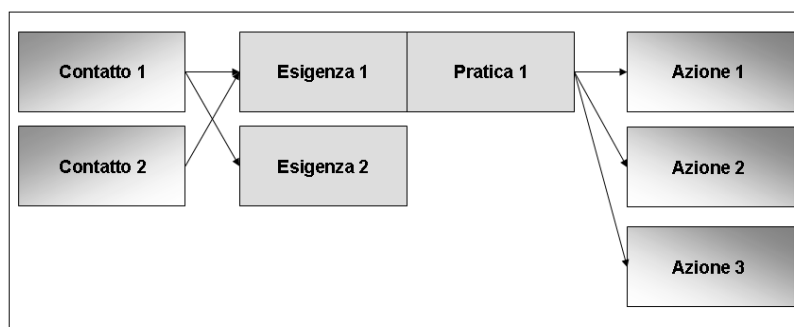 Contatto 1
Esigenza 1
Pratica 1
Azione 1
Contatto 2
Esigenza 2
Azione 2
Azione 3